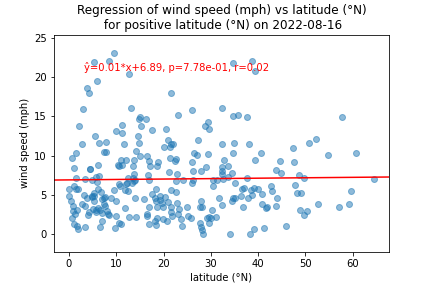 Regression of wind speed (mph) vs latitude (°N)
for positive latitude (°N) on 2022-08-16
ŷ=0.01*x+6.89, p=7.78e-01, r=0.02
wind speed (mph)
25
20
15
10
5
0
0 10 20 30 40 50 60
latitude (°N)